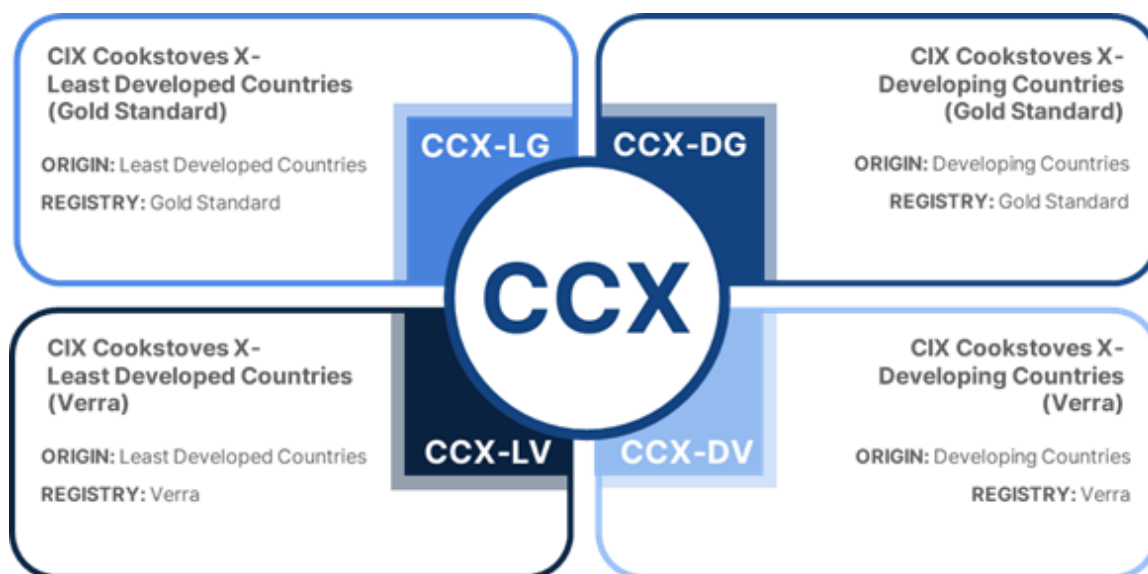 CIX Cookstoves X-
Least Developed Countries
(Gold Standard)
ORIGIN: Least Developed Countries
REGISTRY: Gold Standard
CCX-LG
CCX-DG
CIX Cookstoves X-
Developing Countries
(Gold Standard)
ORIGIN: Developing Countries
REGISTRY: Gold Standard
CCX
CIX Cookstoves X-
Least Developed Countries
(Verra)
ORIGIN: Least Developed Countries
REGISTRY: Verra
CCX-LV
CCX-DV
CIX Cookstoves X-
Developing Countries
(Verra)
ORIGIN: Developing Countries
REGISTRY: Verra